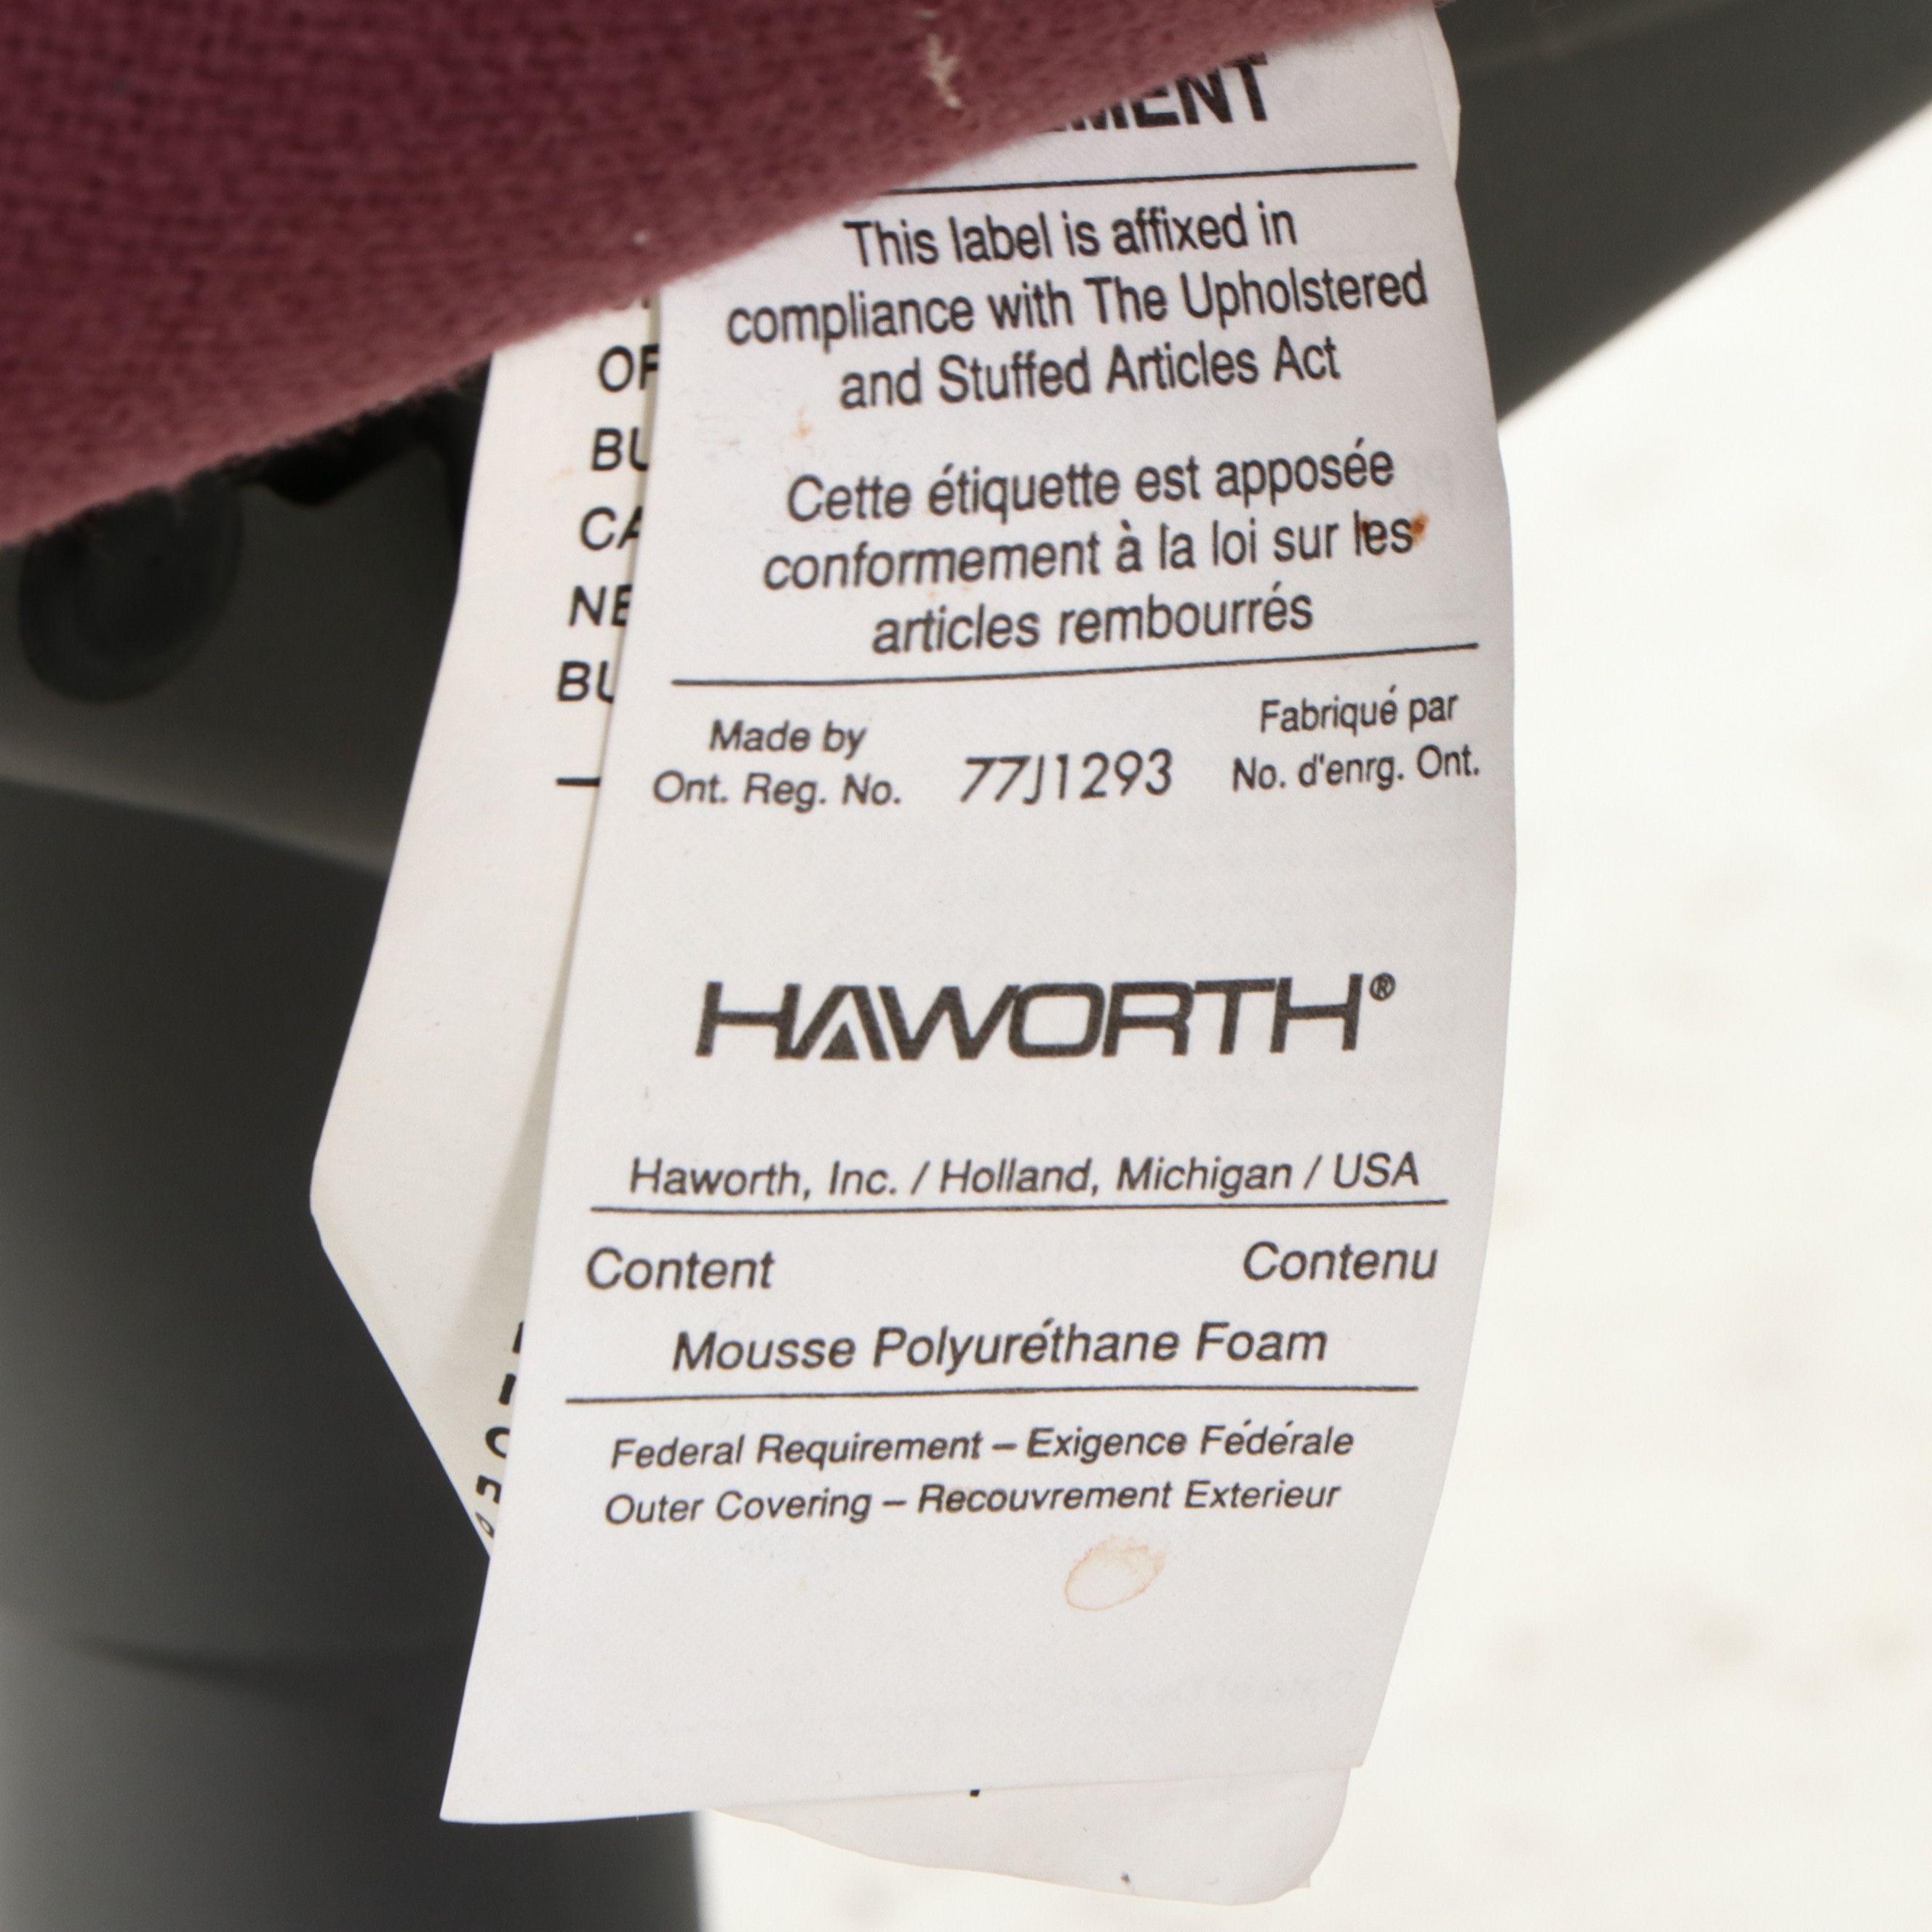 This label is affixed in
compliance with The Upholstered
and Stuffed Articles Act
Cette étiquette est apposée
conformement à la loi sur les
articles rembourrés
Made by
Ont. Reg. No.
77J1293
Fabriqué par
No. d'enrg. Ont.
HAWORTH®
Haworth, Inc. / Holland, Michigan / USA
Content Contenu
Mousse Polyuréthane Foam
Federal Requirement – Exigence Fédérale
Outer Covering – Recouvrement Exterieur